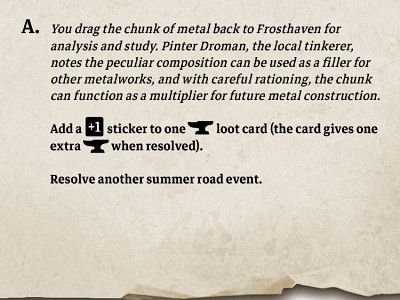 A. You drag the chunk of metal back to Frosthaven for
analysis and study. Pinter Droman, the local tinkerer,
notes the peculiar composition can be used as a filler for
other metalworks, and with careful rationing, the chunk
can function as a multiplier for future metal construction.
Add a +1 sticker to one loot card (the card gives one
extra when resolved).
Resolve another summer road event.